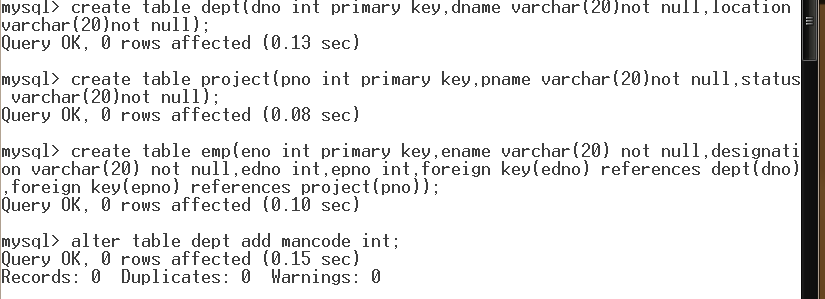 mysql> create table dept(dno int primary key,dname varchar(20)not null,location
varchar(20)not null);
Query OK, 0 rows affected (0.13 sec)
mysql> create table project(pno int primary key,pname varchar(20)not null,status
 varchar(20)not null);
Query OK, 0 rows affected (0.08 sec)
mysql> create table emp(eno int primary key,ename varchar(20) not null,designati
on varchar(20) not null,edno int,epno int,foreign key(edno) references dept(dno)
,foreign key(epno) references project(pno));
Query OK, 0 rows affected (0.10 sec)
mysql> alter table dept add mancode int;
Query OK, 0 rows affected (0.15 sec)
Records: 0  Duplicates: 0  Warnings: 0